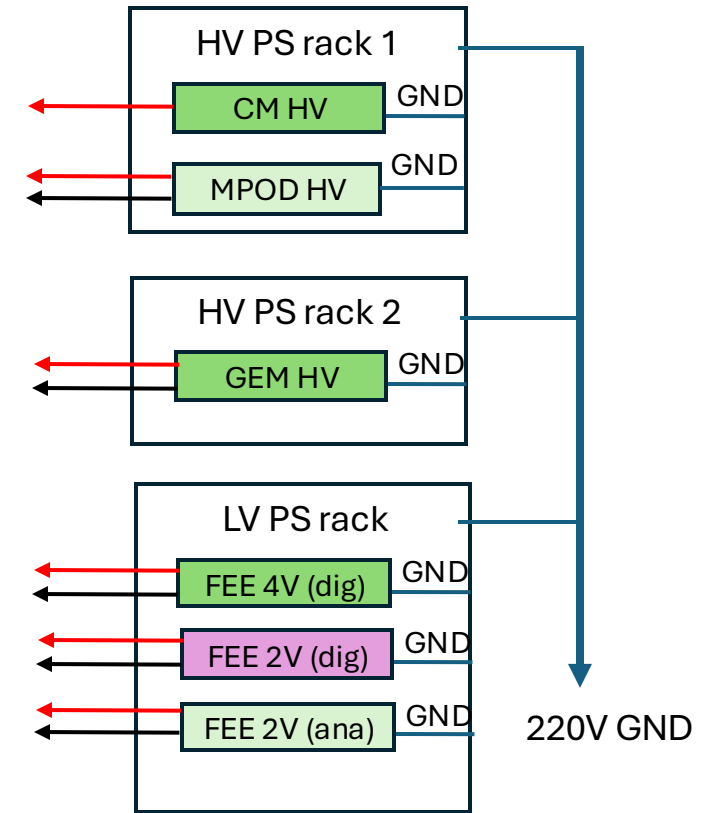 HV PS rack 1
CM HV
GND
MPOD HV
GND
HV PS rack 2
GEM HV
GND
LV PS rack
FEE 4V (dig)
GND
FEE 2V (dig)
GND
FEE 2V (ana)
GND
220V GND